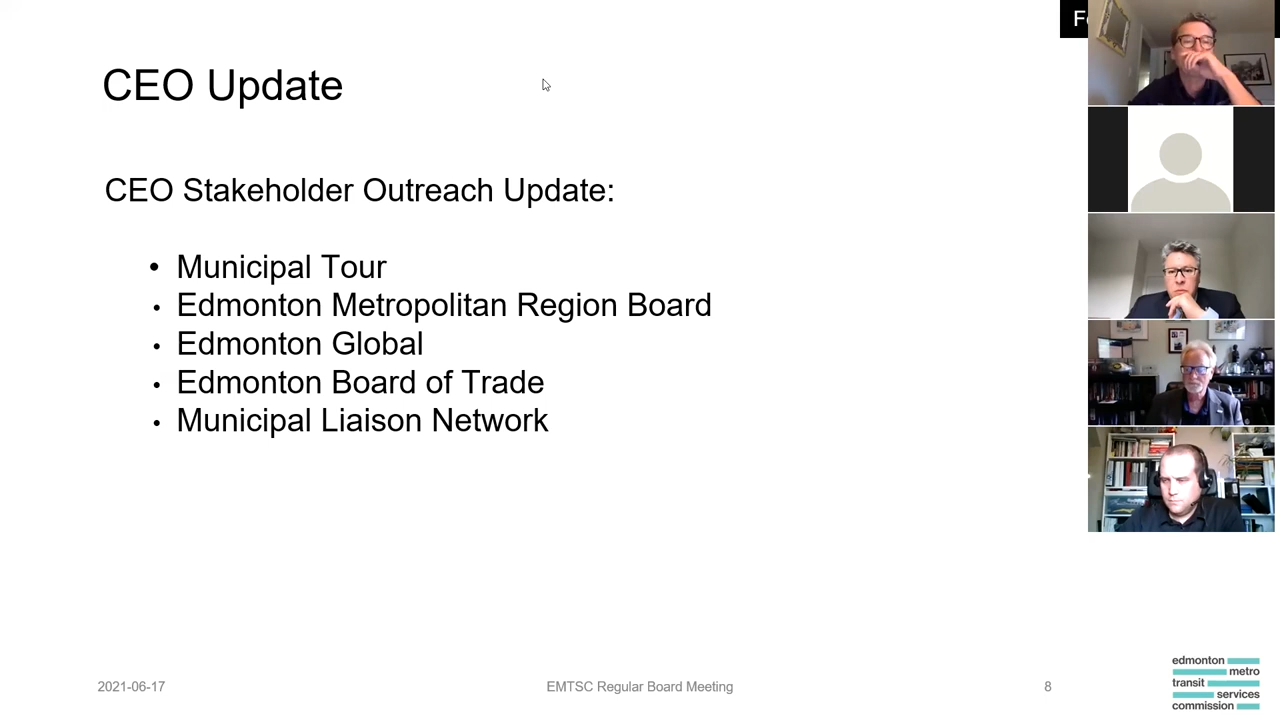 CEO Update
CEO Stakeholder Outreach Update:
• Municipal Tour
• Edmonton Metropolitan Region Board
• Edmonton Global
• Edmonton Board of Trade
• Municipal Liaison Network
2021-06-17
EMTSC Regular Board Meeting
8
edmonton
metro
transit
services
commission